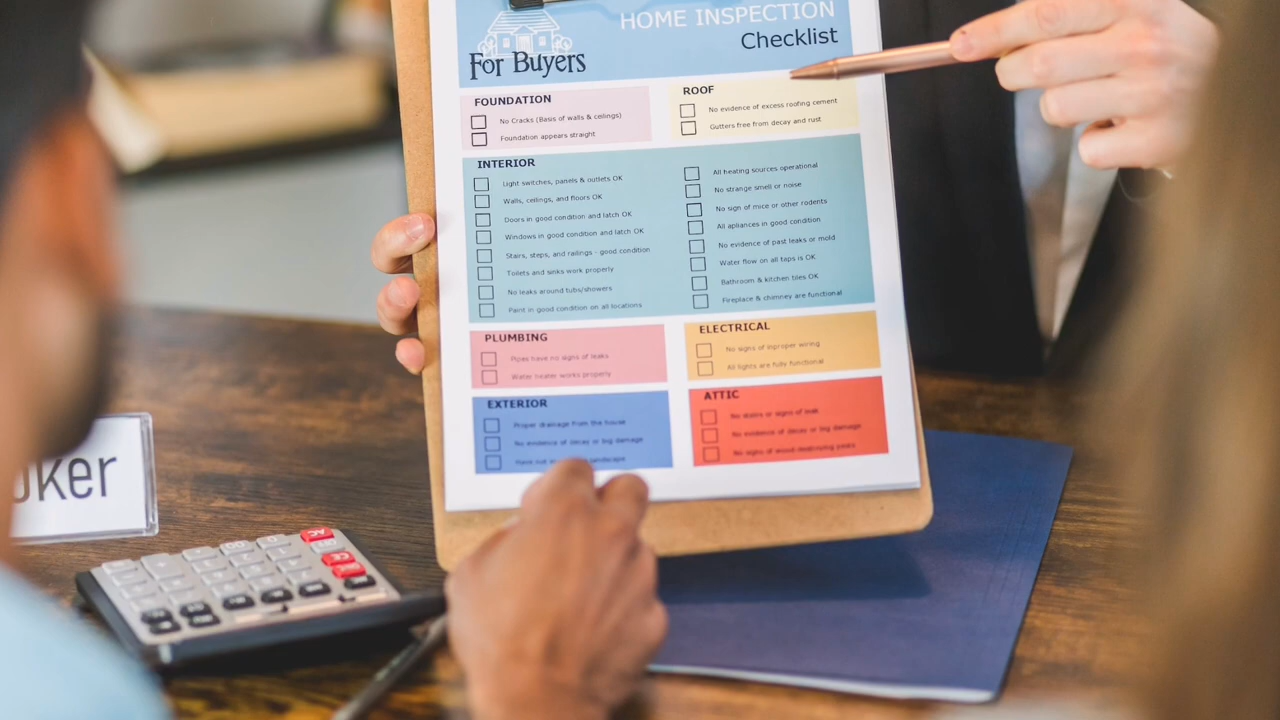 HOME INSPECTION
Checklist
For Buyers
FOUNDATION
No Cracks (Basis of walls & ceilings)
Foundation appears straight
ROOF
No evidence of excess roofing cement
Gutters free from decay and rust
INTERIOR
Light switches, panels & outlets OK
Walls, ceilings, and floors OK
Doors in good condition and latch OK
Windows in good condition and latch OK
Stairs, steps, and railings - good condition
Toilets and sinks work properly
No leaks around tubs/showers
Paint in good condition on all locations
All heating sources operational
No strange smell or noise
No sign of mice or other rodents
All apliances in good condition
No evidence of past leaks or mold
Water flow on all taps is OK
Bathroom & kitchen tiles OK
Fireplace & chimney are functional
PLUMBING
Pipes have no signs of leaks
Water heater works properly
ELECTRICAL
No signs of inproper wiring
All lights are fully functional
EXTERIOR
Proper drainage from the house
No evidence of decay or big damage
landscape
ATTIC
No stains or signs of leak
No evidence of decay or big damage
No signs of wood destroying
oker
AC